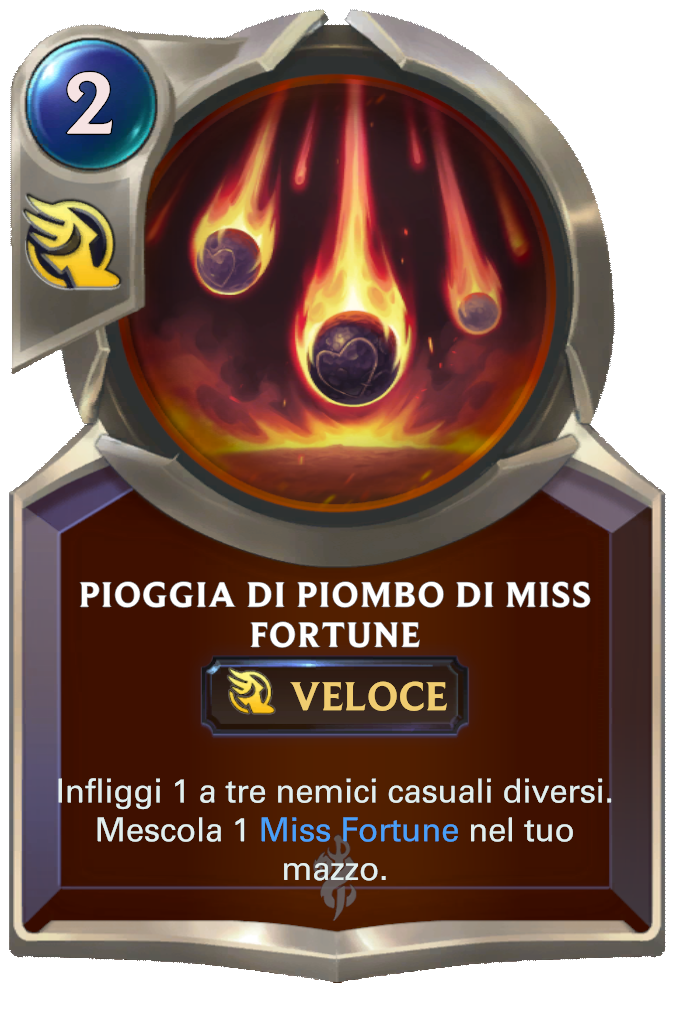 2
PIOGGIA DI PIOMBO DI MISS
FORTUNE
VELOCE
Infliggi 1 a tre nemici casuali diversi.
Mescola 1 Miss Fortune nel tuo
mazzo.